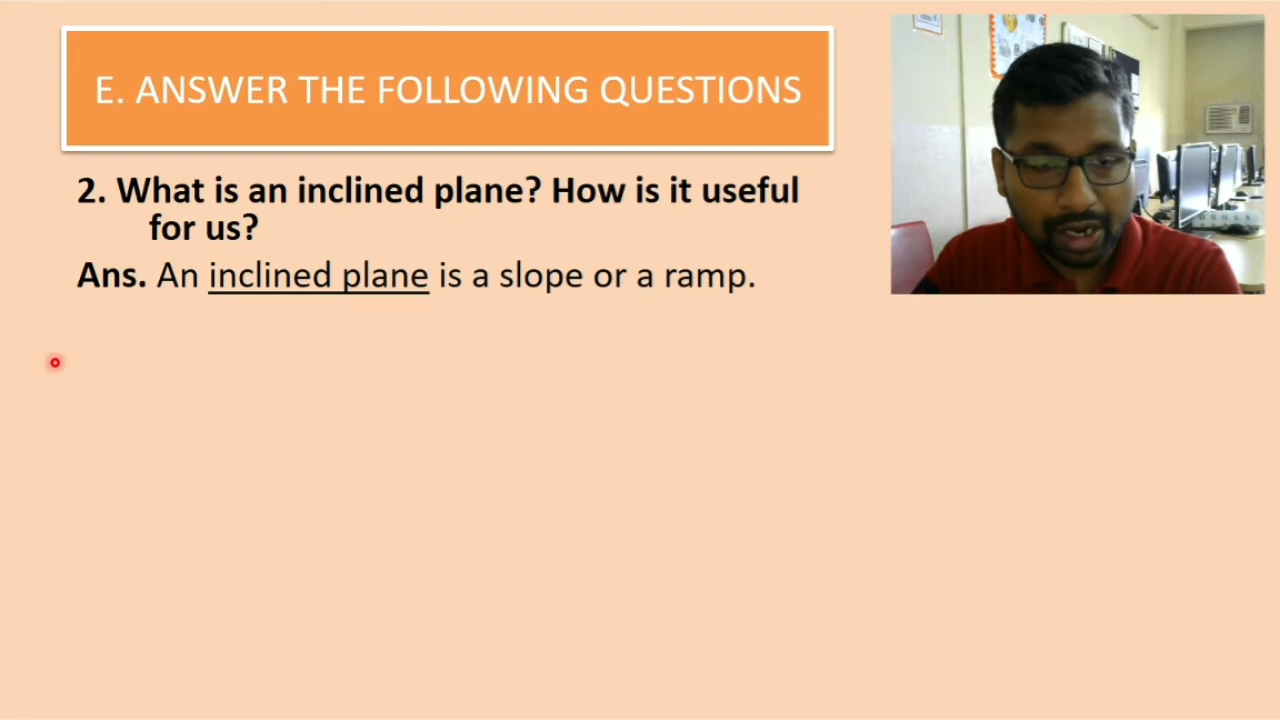 E. ANSWER THE FOLLOWING QUESTIONS
2. What is an inclined plane? How is it useful
for us?
Ans. An inclined plane is a slope or a ramp.